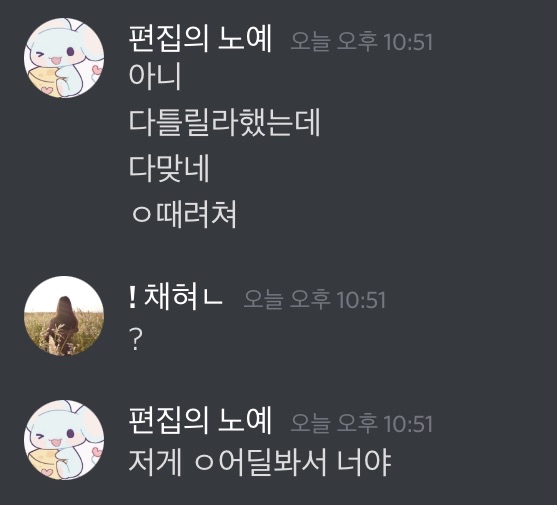 편집의 노예 오늘 오후 10:51
아니
다틀릴라했는데
다맞네
ㅇ때려쳐
! 채혀ㄴ 오늘 오후 10:51
?
편집의 노예 오늘 오후 10:51
저게 ㅇ어딜봐서 너야